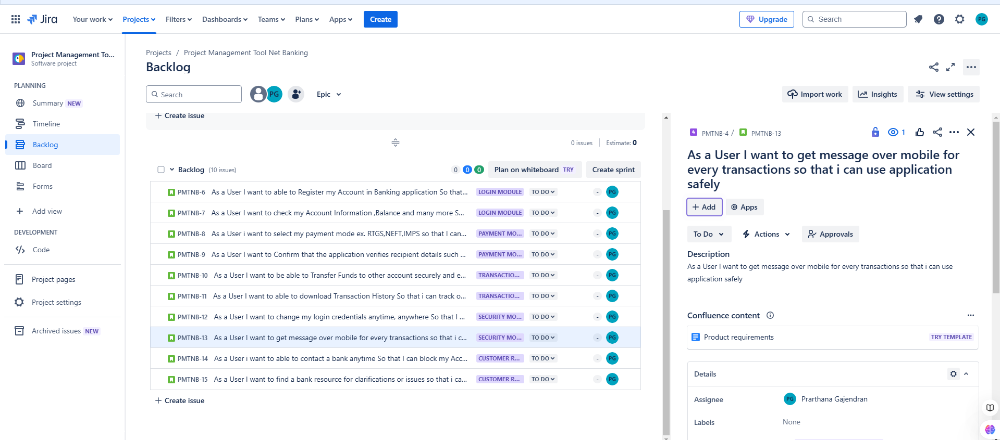 Jira
Your work
Projects
Filters
Dashboards
Teams
Plans
Apps
Create
Upgrade
Search
PG
Project Management To...
Software project
PLANNING
Summary NEW
Timeline
Backlog
Board
Forms
Add view
DEVELOPMENT
Code
Project pages
Project settings
Archived issues NEW
Projects / Project Management Tool Net Banking
Backlog
Search
PG
Epic
Import work
Insights
View settings
+ Create issue
0 issues
Estimate: 0
Backlog (10 issues)
0 0 0
Plan on whiteboard TRY
Create sprint
PMTNB-6 As a User I want to able to Register my Account in Banking application So that... LOGIN MODULE TO DO - PG
PMTNB-7 As a User I want to check my Account Information ,Balance and many more S... LOGIN MODULE TO DO - PG
PMTNB-8 As a User i want to select my payment mode ex. RTGS,NEFT,IMPS so that I can... PAYMENT MO... TO DO - PG
PMTNB-9 As a User I want to Confirm that the application verifies recipient details such ... PAYMENT MO... TO DO - PG
PMTNB-10 As a User I want to be able to Transfer Funds to other account securely and e... TRANSACTIO... TO DO - PG
PMTNB-11 As a User I want to able to download Transaction History So that i can track o... TRANSACTIO... TO DO - PG
PMTNB-12 As a User I want to change my login credentials anytime, anywhere So that I ... SECURITY MO... TO DO - PG
PMTNB-13 As a User I want to get message over mobile for every transactions so that i c... SECURITY MO... TO DO - PG
PMTNB-14 As a User i want to able to contact a bank anytime So that I can block my Acc... CUSTOMER R... TO DO - PG
PMTNB-15 As a User I want to find a bank resource for clarifications or issues so that i ca... CUSTOMER R... TO DO - PG
+ Create issue
PMTNB-4 / PMTNB-13
1
As a User I want to get message over mobile for
every transactions so that i can use application
safely
+ Add
Apps
To Do
Actions
Approvals
Description
As a User I want to get message over mobile for every transactions so that i can use
application safely
Confluence content
Product requirements
TRY TEMPLATE
Details
Assignee
PG Prarthana Gajendran
Labels
None